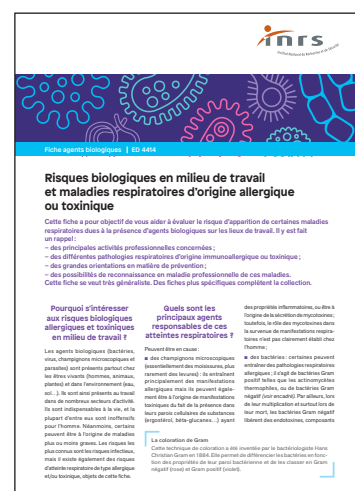 inrs
Institut National de Recherche et de Sécurité
Fiche agents biologiques | ED 4414
Risques biologiques en milieu de travail
et maladies respiratoires d'origine allergique
ou toxinique
Cette fiche a pour objectif de vous aider à évaluer le risque d'apparition de certaines maladies
respiratoires dues à la présence d'agents biologiques sur les lieux de travail. Il y est fait
un rappel :
– des principales activités professionnelles concernées ;
– des différentes pathologies respiratoires d'origine immunoallergique ou toxinique ;
– des grandes orientations en matière de prévention ;
– des possibilités de reconnaissance en maladie professionnelle de ces maladies.
Cette fiche se veut très généraliste. Des fiches plus spécifiques complètent la collection.
Pourquoi s'intéresser
aux risques biologiques
allergiques et toxiniques
en milieu de travail ?
Les agents biologiques (bactéries,
virus, champignons microscopiques et
parasites) sont présents partout chez
les êtres vivants (hommes, animaux,
plantes) et dans l'environnement (eau,
sol…). Ils sont ainsi présents au travail
dans de nombreux secteurs d'activité.
Ils sont indispensables à la vie, et la
plupart d'entre eux sont inoffensifs
pour l'homme. Néanmoins, certains
peuvent être à l'origine de maladies
plus ou moins graves. Les risques les
plus connus sont les risques infectieux,
mais il existe également des risques
d'atteinte respiratoire de type allergique
et/ou toxinique, objets de cette fiche.
Quels sont les
principaux agents
responsables de ces
atteintes respiratoires ?
Peuvent être en cause :
■ des champignons microscopiques
(essentiellement des moisissures, plus
rarement des levures) : ils entraînent
principalement des manifestations
allergiques mais ils peuvent égale-
ment être à l'origine de manifestations
toxiniques du fait de la présence dans
leurs parois cellulaires de substances
(ergostérol, bêta-glucanes…) ayant
des propriétés inflammatoires, ou être à
l'origine de la sécrétion de mycotoxines ;
toutefois, le rôle des mycotoxines dans
la survenue de manifestations respira-
toires n'est pas clairement établi chez
l'homme ;
■ des bactéries : certaines peuvent
entraîner des pathologies respiratoires
allergiques ; il s'agit de bactéries Gram
positif telles que les actinomycètes
thermophiles, ou de bactéries Gram
négatif (voir encadré). Par ailleurs, lors
de leur multiplication et surtout lors de
leur mort, les bactéries Gram négatif
libèrent des endotoxines, composants
La coloration de Gram
Cette technique de coloration a été inventée par le bactériologiste Hans
Christian Gram en 1884. Elle permet de différencier les bactéries en fonc-
tion des propriétés de leur paroi bactérienne et de les classer en Gram
négatif (rose) et Gram positif (violet).